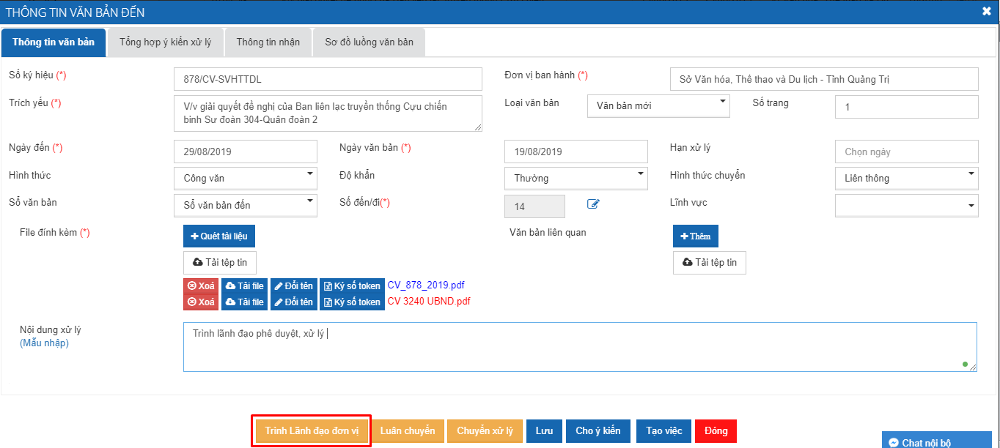 THÔNG TIN VĂN BẢN ĐẾN
Thông tin văn bản Tổng hợp ý kiến xử lý Thông tin nhận Sơ đồ luồng văn bản
Số ký hiệu (*) 878/CV-SVHTTDL Đơn vị ban hành (*) Sở Văn hóa, Thể thao và Du lịch - Tỉnh Quảng Trị
Trích yếu (*) V/v giải quyết đề nghị của Ban liên lạc truyền thống Cựu chiến
binh Sư đoàn 304-Quân đoàn 2
Loại văn bản Văn bản mới Số trang 1
Ngày đến (*) 29/08/2019 Ngày văn bản (*) 19/08/2019 Hạn xử lý Chọn ngày
Hình thức Công văn Độ khẩn Thường Hình thức chuyển Liên thông
Sổ văn bản Sổ văn bản đến Số đến/đi(*) 14 Lĩnh vực
File đính kèm (*) Quét tài liệu Văn bản liên quan Thêm
Tải tệp tin Tải tệp tin
Xoá Tải file Đổi tên Ký số token CV_878_2019.pdf
Xoá Tải file Đổi tên Ký số token CV 3240 UBND.pdf
Nội dung xử lý
(Mẫu nhập)
Trình lãnh đạo phê duyệt, xử lý
Trình Lãnh đạo đơn vị Luân chuyển Chuyển xử lý Lưu Cho ý kiến Tạo việc Đóng
Chat nội bộ